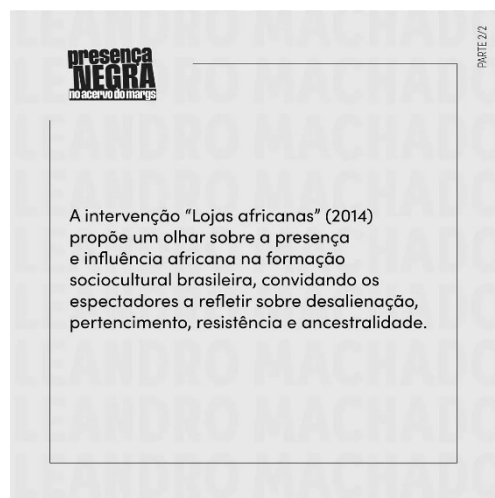 PARTE 2/2
presença
NEGRA
no acervo do margs
LEANDRO MACHADO
LEANDRO MACHADO
LEANDRO MACHADO
LEANDRO MACHADO
A intervenção “Lojas africanas” (2014)
propõe um olhar sobre a presença
e influência africana na formação
sociocultural brasileira, convidando os
espectadores a refletir sobre desalienação,
pertencimento, resistência e ancestralidade.
LEANDRO MACHADO
LEANDRO MACHADO
LEANDRO MACHADO
LEANDRO MACHADO
LEANDRO MACHADO